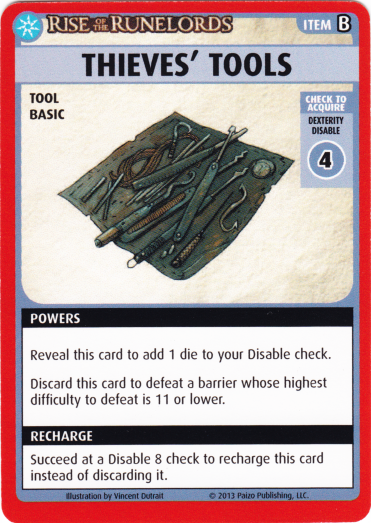 RISE OF THE RUNELORDS
ITEM B
THIEVES' TOOLS
TOOL
BASIC
CHECK TO
ACQUIRE
DEXTERITY
DISABLE
4
POWERS
Reveal this card to add 1 die to your Disable check.
Discard this card to defeat a barrier whose highest
difficulty to defeat is 11 or lower.
RECHARGE
Succeed at a Disable 8 check to recharge this card
instead of discarding it.
Illustration by Vincent Dutrait © 2013 Paizo Publishing, LLC.